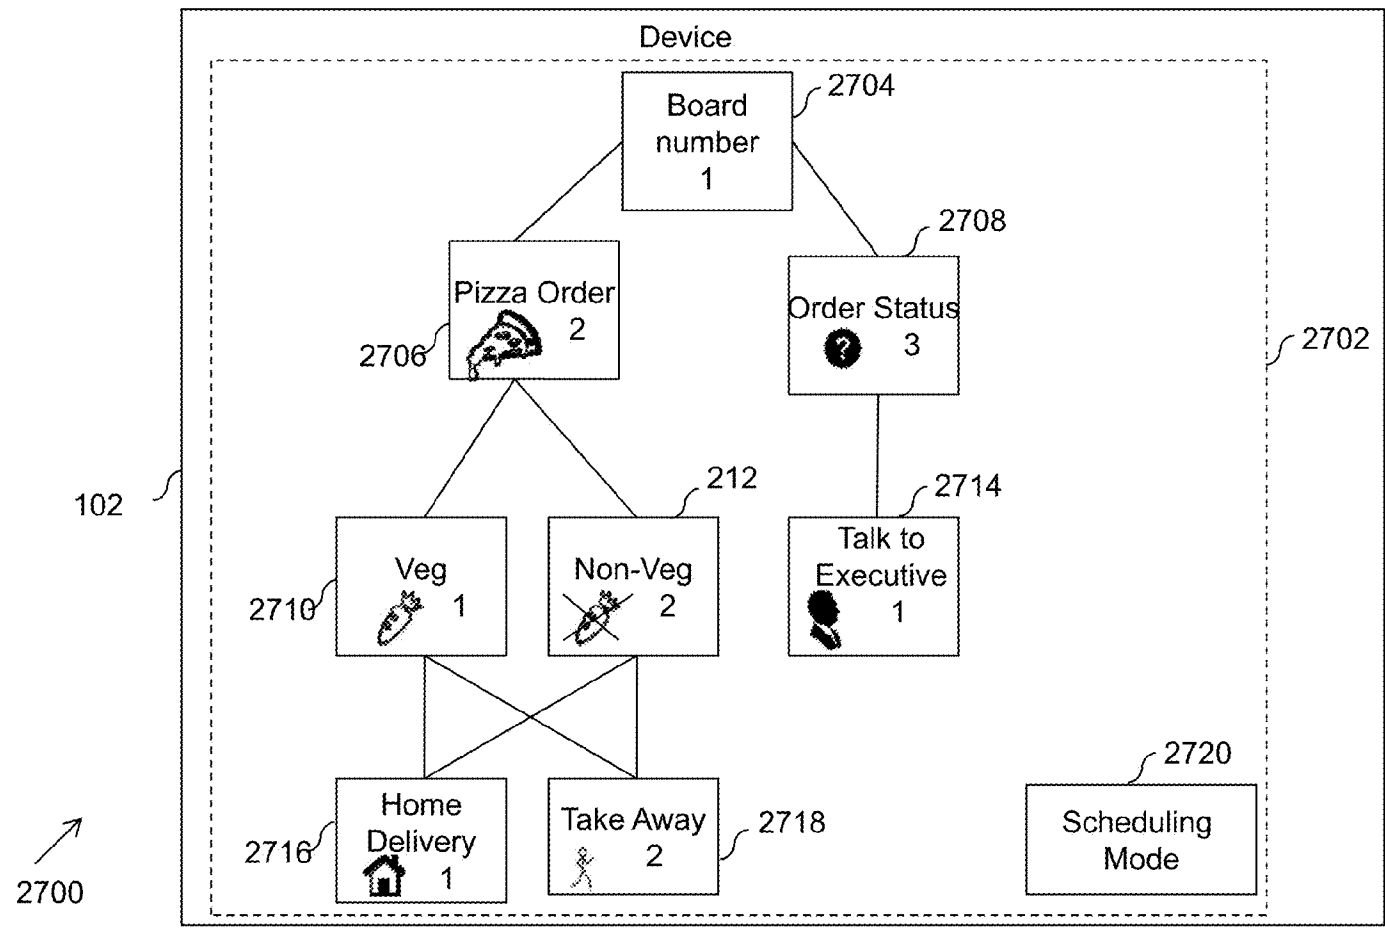 Device
2704
Board
number
1
2708
Pizza Order
2
2706
Order Status
?
3
2702
102
212
2714
Veg
1
2710
Non-Veg
2
Talk to
Executive
1
2720
Home
Delivery
1
2716
Take Away
2
2718
Scheduling
Mode
2700